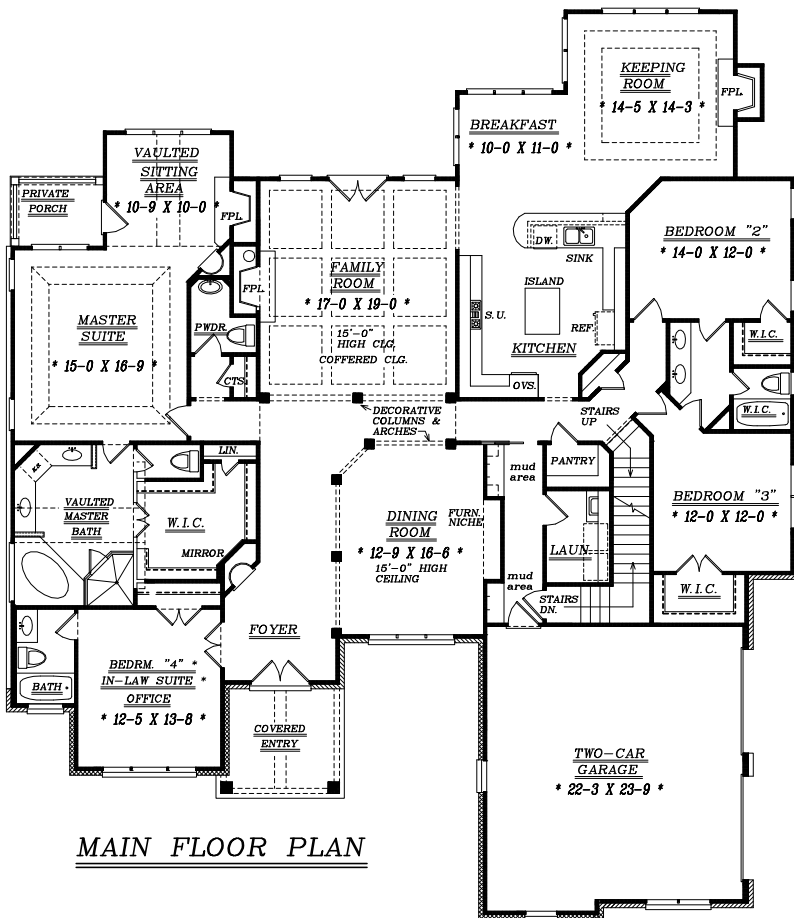 KEEPING
ROOM
* 14-5 X 14-3 *
FPL.
BREAKFAST
* 10-0 X 11-0 *
VAULTED
SITTING
AREA
* 10-9 X 10-0 *
PRIVATE
PORCH
FPL.
BEDROOM "2"
* 14-0 X 12-0 *
DW.
SINK
FAMILY
ROOM
* 17-0 X 19-0 *
FPL.
ISLAND
S.U.
REF.
KITCHEN
OVS.
MASTER
SUITE
* 15-0 X 16-9 *
PWDR.
15'-0"
HIGH CLG.
COFFERED CLG.
W.I.C.
CTS.
W.I.C.
DECORATIVE
COLUMNS &
ARCHES
STAIRS
UP
LIN.
mud
area
PANTRY
VAULTED
MASTER
BATH
W.I.C.
MIRROR
DINING
ROOM
* 12-9 X 16-6 *
15'-0" HIGH
CEILING
FURN.
NICHE
BEDROOM "3"
* 12-0 X 12-0 *
LAUN.
mud
area
STAIRS
DN.
W.I.C.
FOYER
BEDRM. "4" *
IN-LAW SUITE *
OFFICE
* 12-5 X 13-8 *
BATH
COVERED
ENTRY
TWO-CAR
GARAGE
* 22-3 X 23-9 *
MAIN FLOOR PLAN